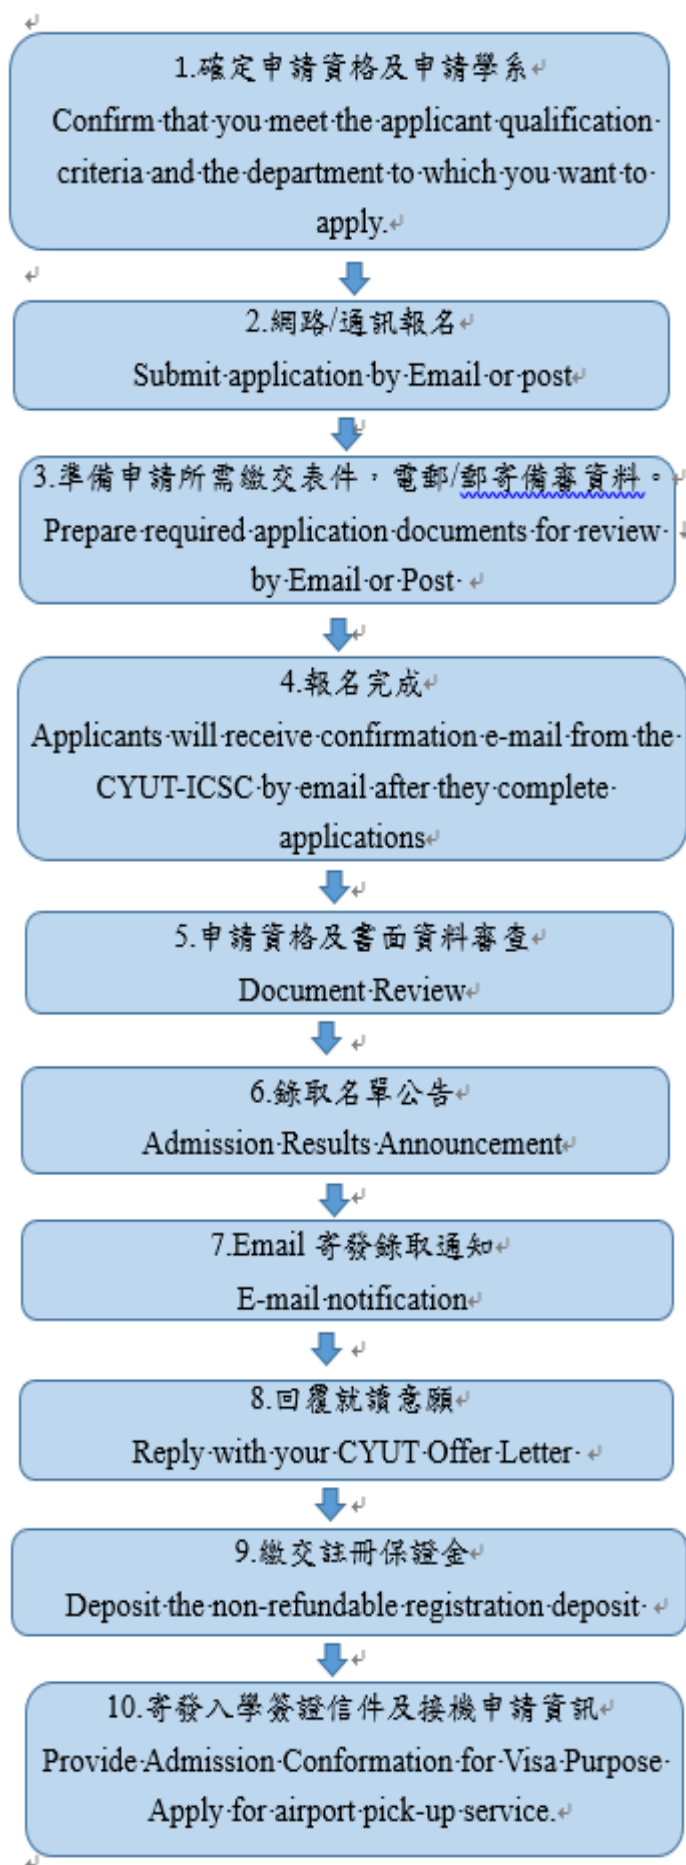 1.確定申請資格及申請學系
Confirm that you meet the applicant qualification
criteria and the department to which you want to
apply.
2.網路/通訊報名
Submit application by Email or post
3.準備申請所需繳交表件，電郵/郵寄備審資料。
Prepare required application documents for review
by Email or Post
4.報名完成
Applicants will receive confirmation e-mail from the
CYUT-ICSC by email after they complete
applications
5.申請資格及書面資料審查
Document Review
6.錄取名單公告
Admission Results Announcement
7.Email 寄發錄取通知
E-mail notification
8.回覆就讀意願
Reply with your CYUT Offer Letter
9.繳交註冊保證金
Deposit the non-refundable registration deposit
10.寄發入學簽證信件及接機申請資訊
Provide Admission Conformation for Visa Purpose
Apply for airport pick-up service.